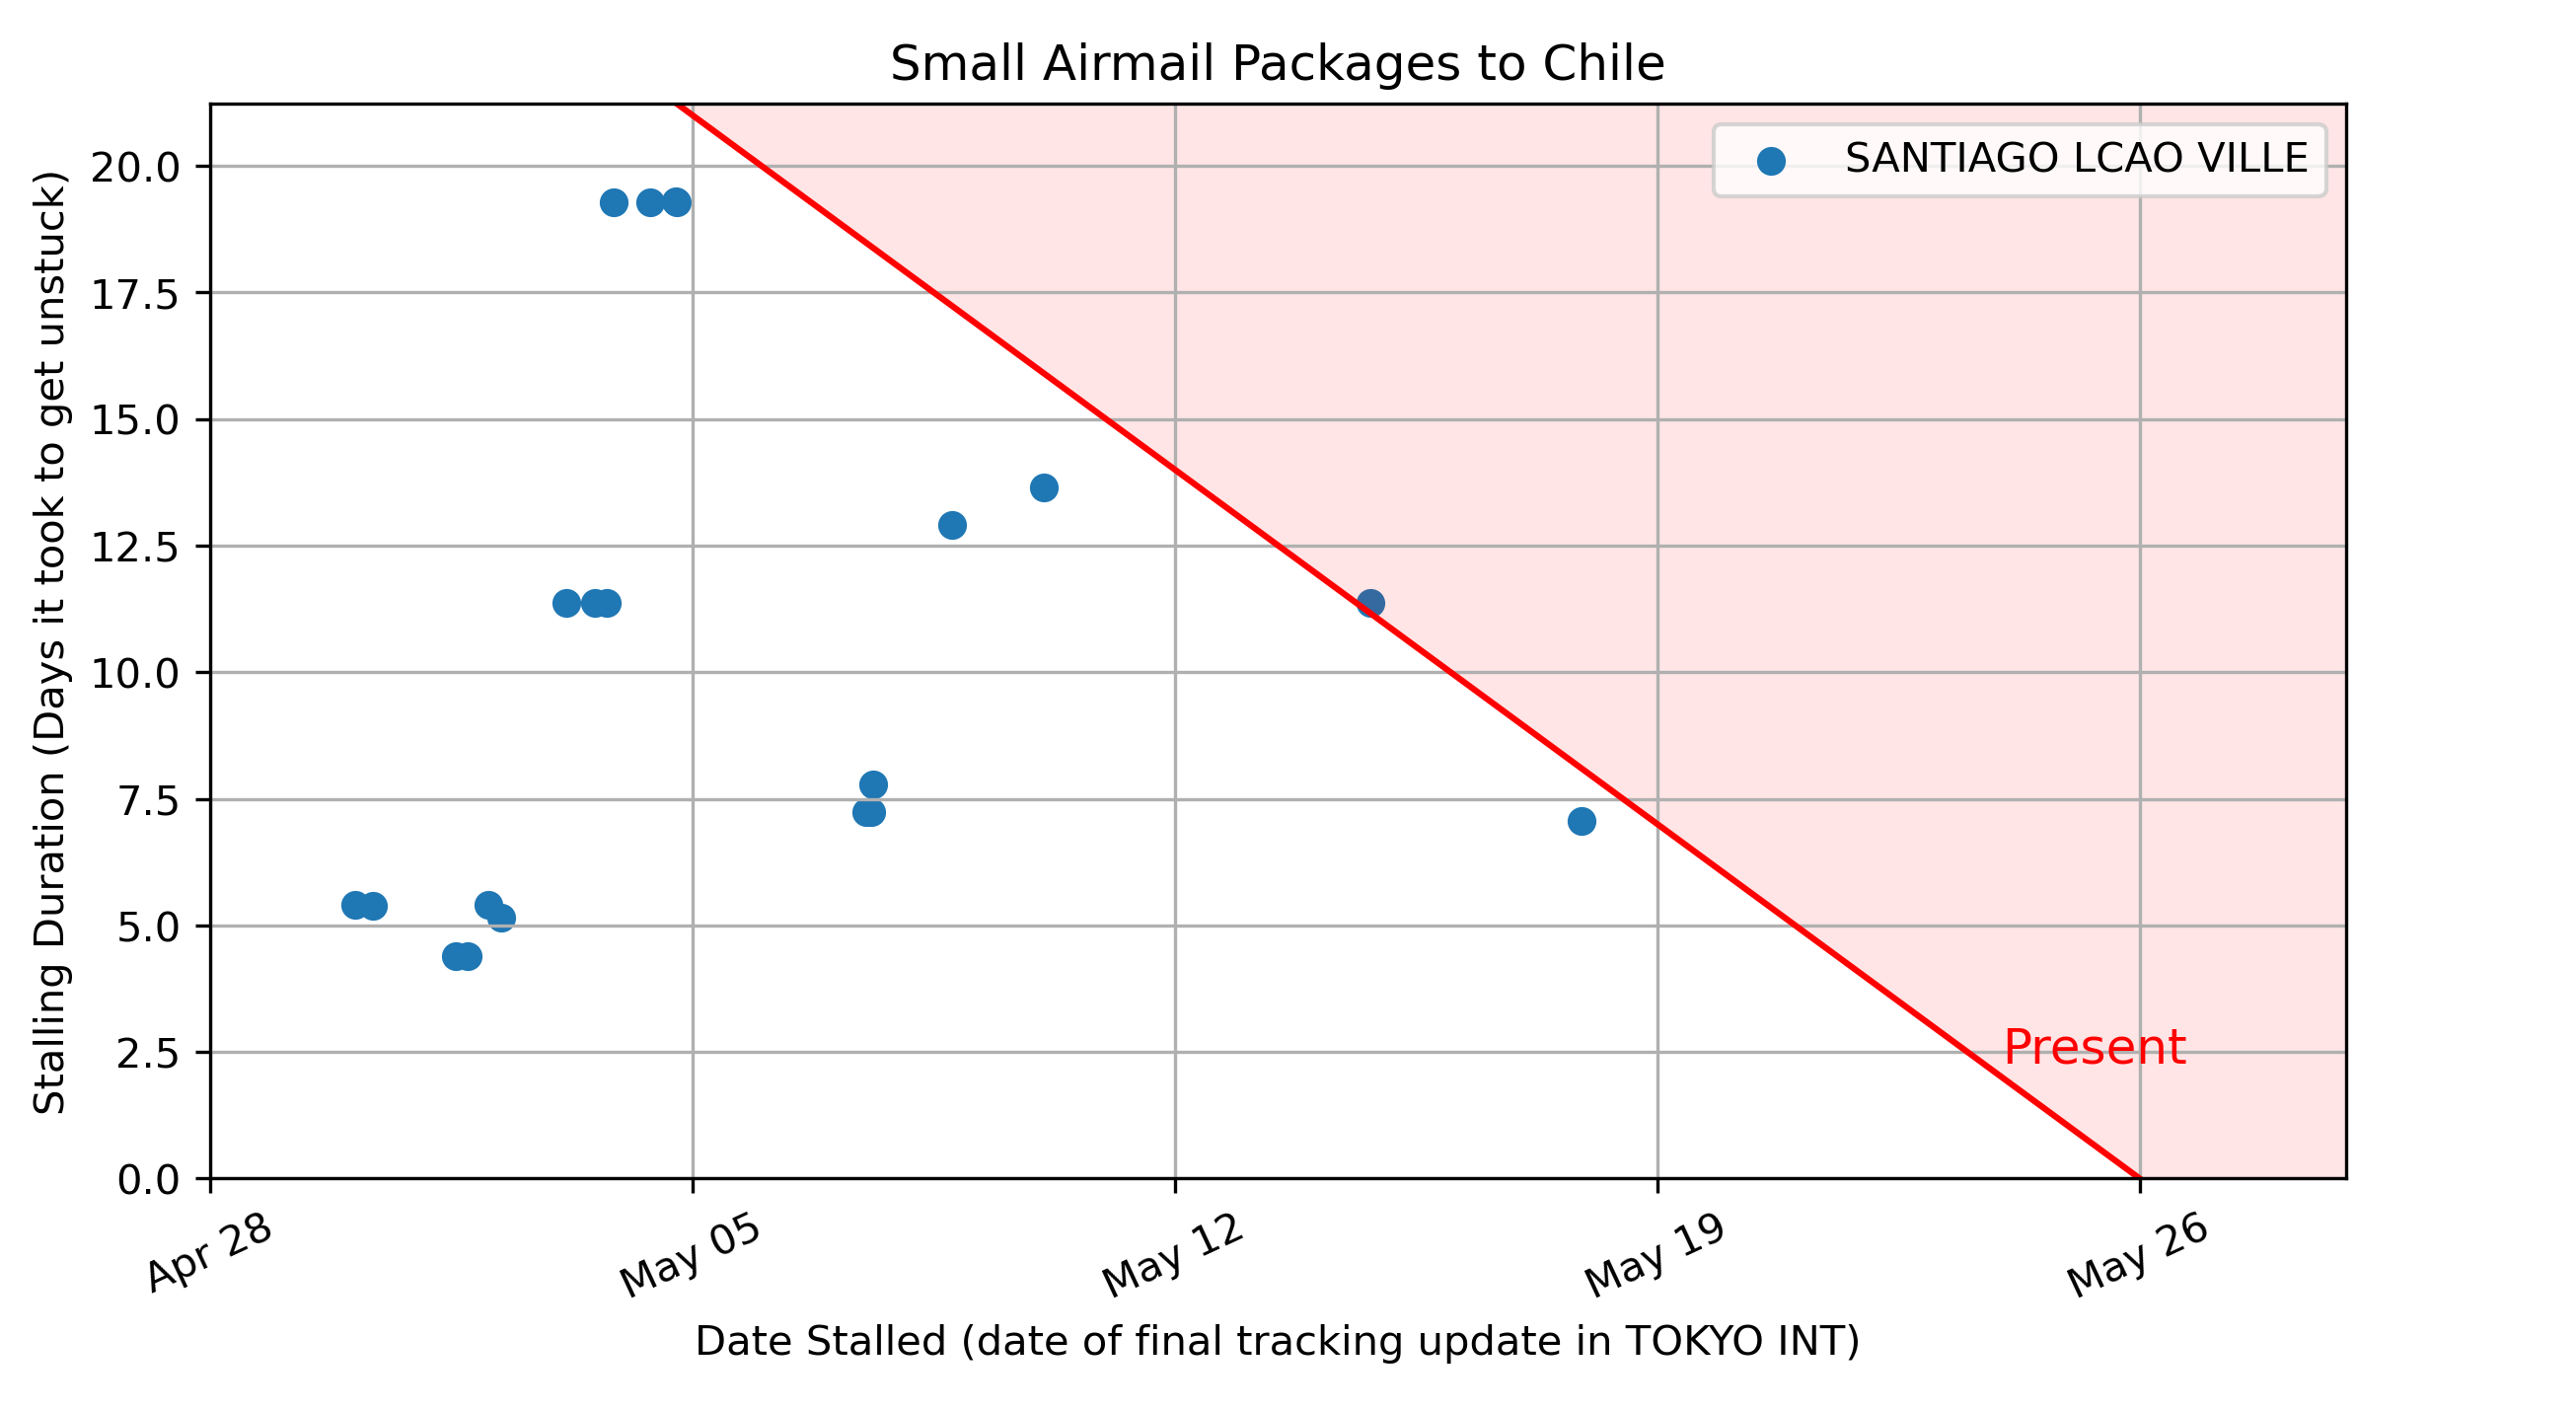 Small Airmail Packages to Chile
SANTIAGO LCAO VILLE
Stalling Duration (Days it took to get unstuck)
20.0
17.5
15.0
12.5
10.0
7.5
5.0
2.5
0.0
Present
Apr 28
May 05
May 12
May 19
May 26
Date Stalled (date of final tracking update in TOKYO INT)